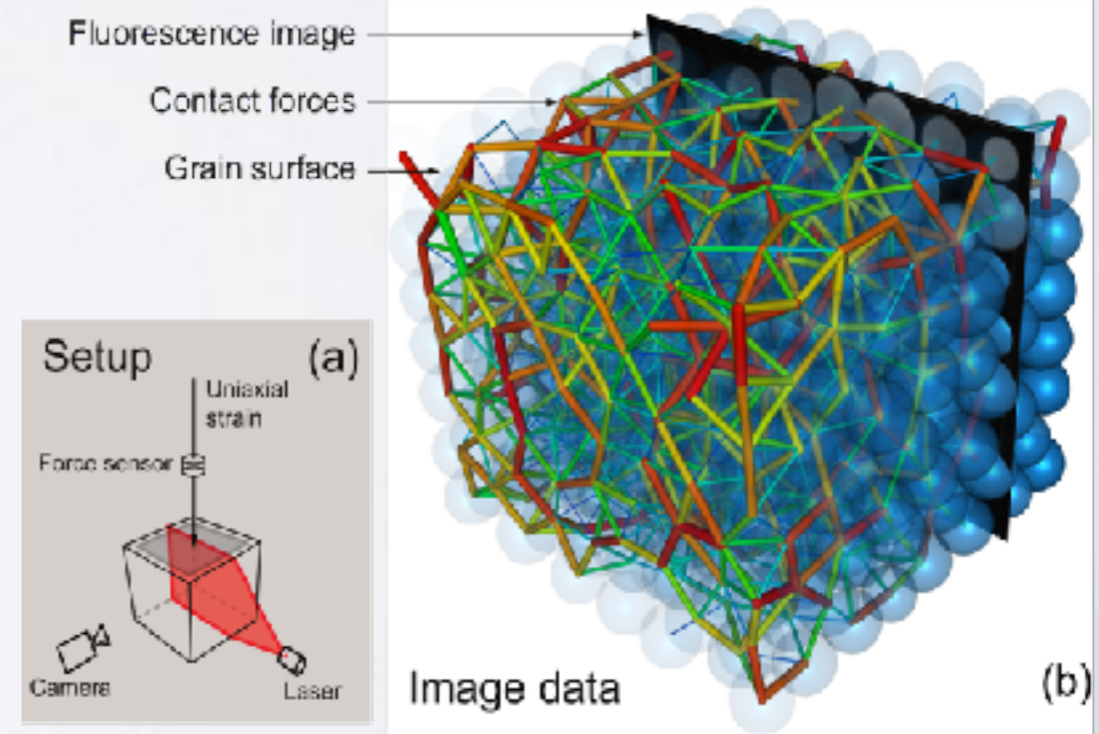 Fluorescence image
Contact forces
Grain surface
Setup
(a)
Uniaxial
strain
Force sensor
Camera
Laser
Image data
(b)